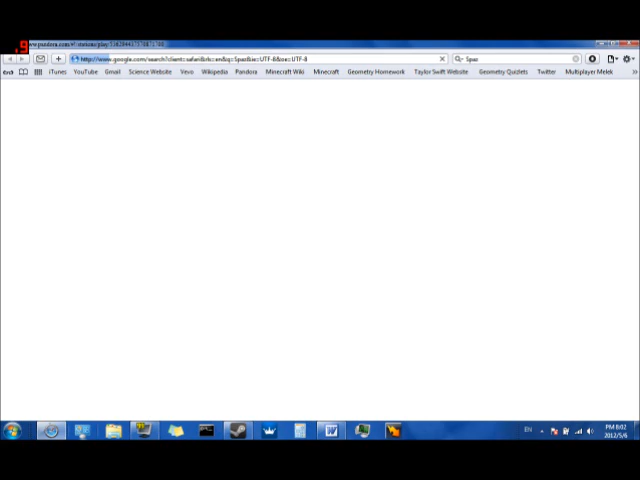 .9
http://www.google.com/search?client=safari&rls=en&q=Spaz&ie=UTF-8&oe=UTF-8
Spaz
iTunes YouTube Gmail Science Website Vevo Wikipedia Pandora Minecraft Wiki Minecraft Geometry Homework Taylor Swift Website Geometry Quizlets Twitter Multiplayer Melek
EN
PM 8:02
2012/5/6